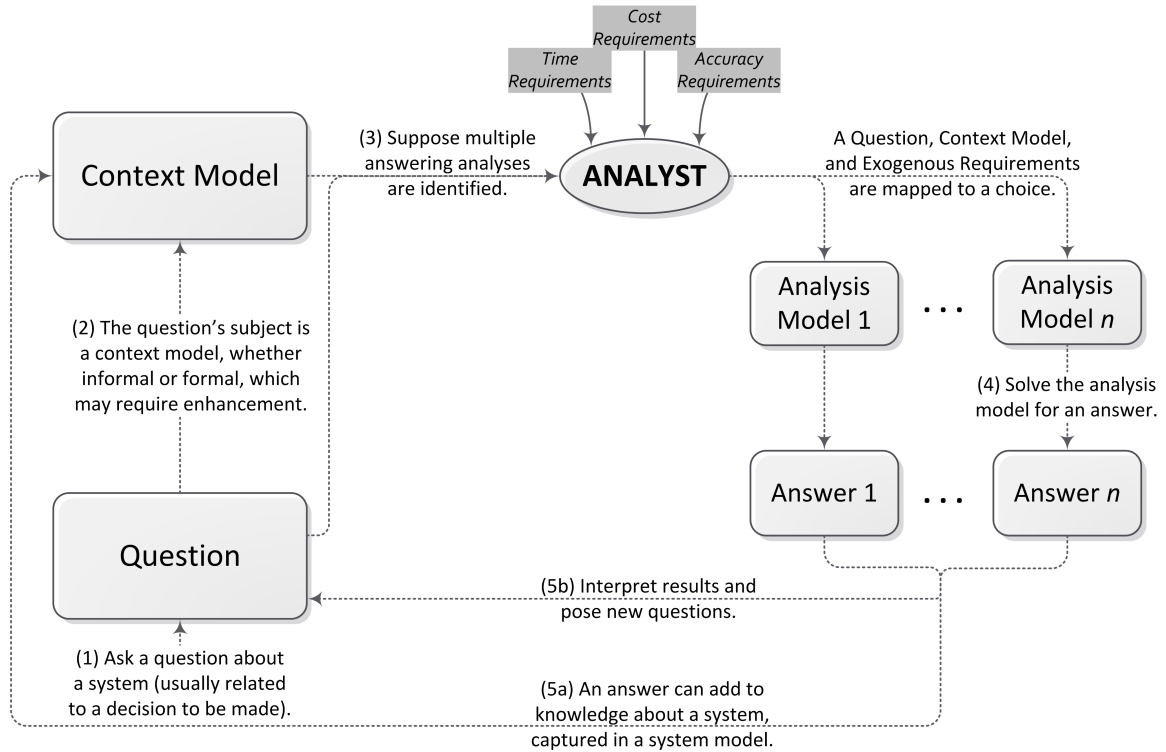 Cost
Requirements
Time
Requirements
Accuracy
Requirements
Context Model
(3) Suppose multiple
answering analyses
are identified.
ANALYST
A Question, Context Model,
and Exogenous Requirements
are mapped to a choice.
Analysis
Model 1
...
Analysis
Model n
(2) The question's subject is
a context model, whether
informal or formal, which
may require enhancement.
(4) Solve the analysis
model for an answer.
Answer 1
...
Answer n
Question
(5b) Interpret results and
pose new questions.
(1) Ask a question about
a system (usually related
to a decision to be made).
(5a) An answer can add to
knowledge about a system,
captured in a system model.